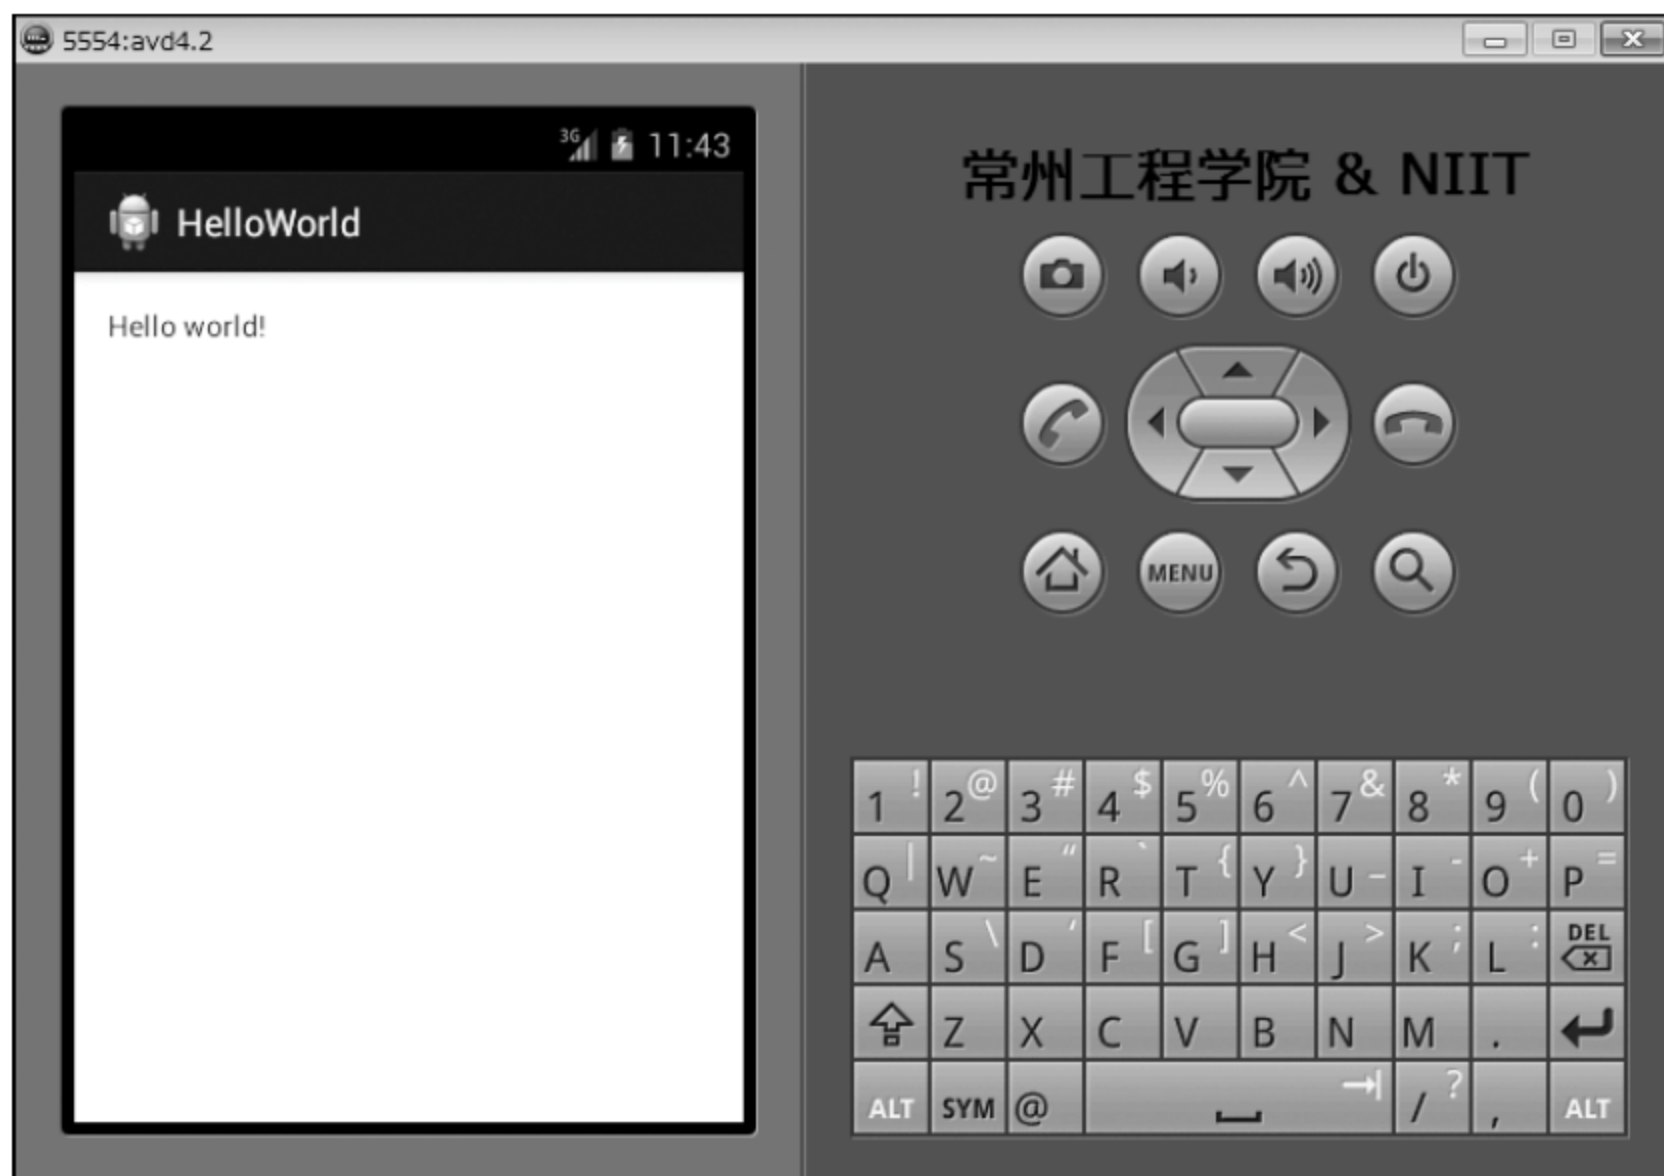 5554:avd4.2
3G 11:43
HelloWorld
Hello world!
常州工程学院 & NIIT
MENU
1 ! 2 @ 3 # 4 $ 5 % 6 ^ 7 & 8 * 9 ( 0 )
Q | W ~ E “ R ` T { Y } U _ I - O + P =
A S \ D ‘ F [ G ] H < J > K ; L : DEL
Z X C V B N M .
ALT SYM @ / ? , ALT